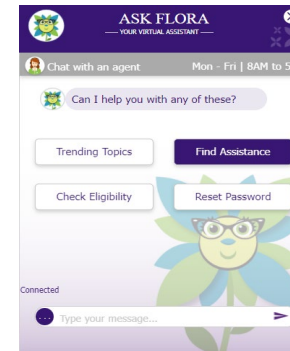 ASK FLORA
YOUR VIRTUAL ASSISTANT
Chat with an agent Mon - Fri | 8AM to 5
Can I help you with any of these?
Trending Topics Find Assistance
Check Eligibility Reset Password
Connected
Type your message...